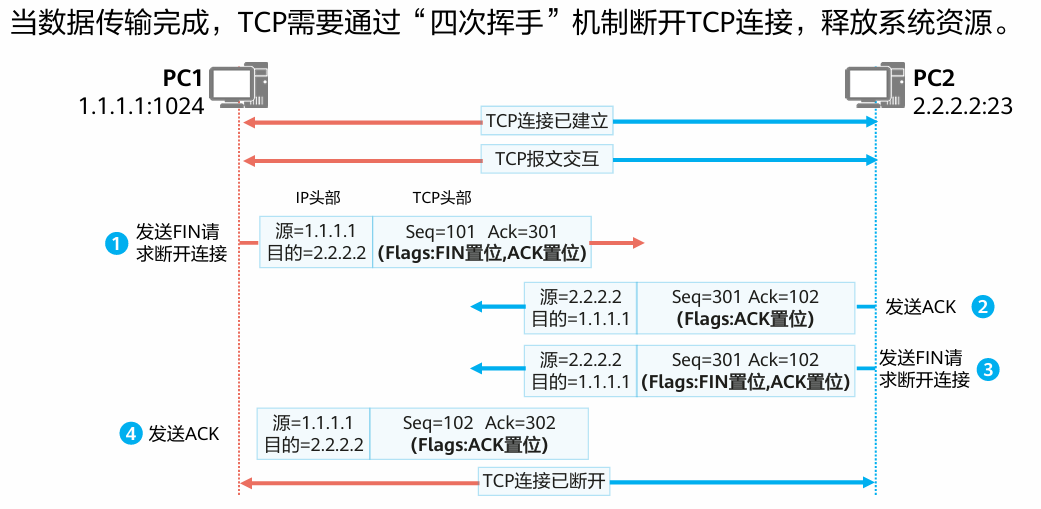 当数据传输完成，TCP需要通过“四次挥手”机制断开TCP连接，释放系统资源。
PC1
1.1.1.1:1024
PC2
2.2.2.2:23
TCP连接已建立
TCP报文交互
IP头部
TCP头部
1
发送FIN请
求断开连接
源=1.1.1.1
目的=2.2.2.2
Seq=101 Ack=301
(Flags:FIN置位,ACK置位)
源=2.2.2.2
目的=1.1.1.1
Seq=301 Ack=102
(Flags:ACK置位)
发送ACK
2
源=2.2.2.2
目的=1.1.1.1
Seq=301 Ack=102
(Flags:FIN置位,ACK置位)
发送FIN请
求断开连接
3
4
发送ACK
源=1.1.1.1
目的=2.2.2.2
Seq=102 Ack=302
(Flags:ACK置位)
TCP连接已断开